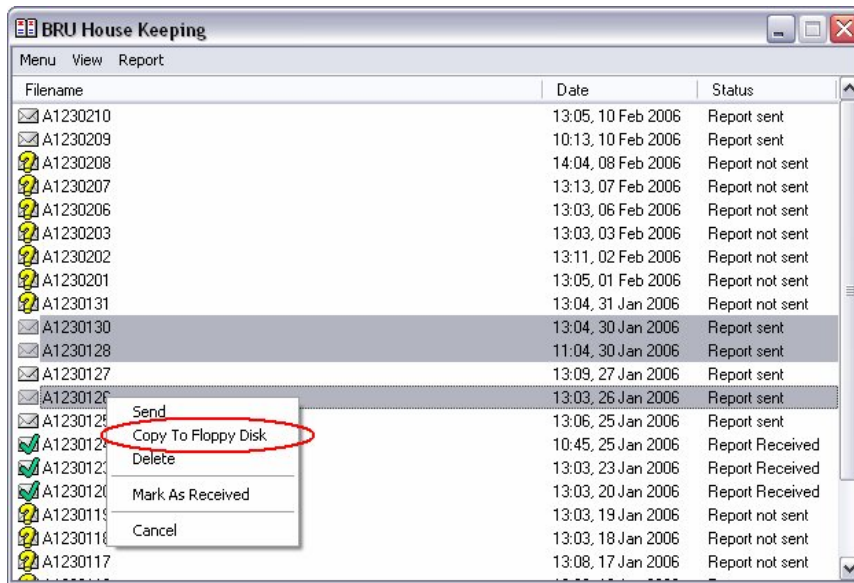 BRU House Keeping
Menu View Report
Filename Date Status
A1230210 13:05, 10 Feb 2006 Report sent
A1230209 10:13, 10 Feb 2006 Report sent
A1230208 14:04, 08 Feb 2006 Report not sent
A1230207 13:13, 07 Feb 2006 Report not sent
A1230206 13:03, 06 Feb 2006 Report not sent
A1230203 13:03, 03 Feb 2006 Report not sent
A1230202 13:11, 02 Feb 2006 Report not sent
A1230201 13:05, 01 Feb 2006 Report not sent
A1230131 13:04, 31 Jan 2006 Report not sent
A1230130 13:04, 30 Jan 2006 Report sent
A1230128 11:04, 30 Jan 2006 Report sent
A1230127 13:09, 27 Jan 2006 Report sent
A1230126 13:03, 26 Jan 2006 Report sent
A1230125 13:06, 25 Jan 2006 Report sent
A123012 10:45, 25 Jan 2006 Report Received
A123012 13:03, 23 Jan 2006 Report Received
A1230120 13:03, 20 Jan 2006 Report Received
A1230119 13:03, 19 Jan 2006 Report not sent
A1230118 13:03, 18 Jan 2006 Report not sent
A1230117 13:08, 17 Jan 2006 Report not sent
Send
Copy To Floppy Disk
Delete
Mark As Received
Cancel